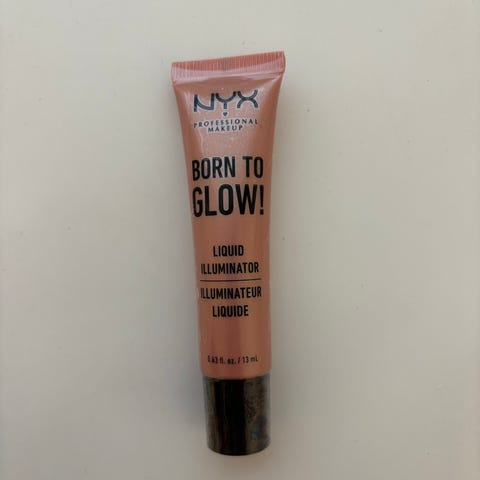 NYX
PROFESSIONAL
MAKEUP
BORN TO
GLOW!
LIQUID
ILLUMINATOR
ILLUMINATEUR
LIQUIDE
0.43 fl. oz. / 13 mL